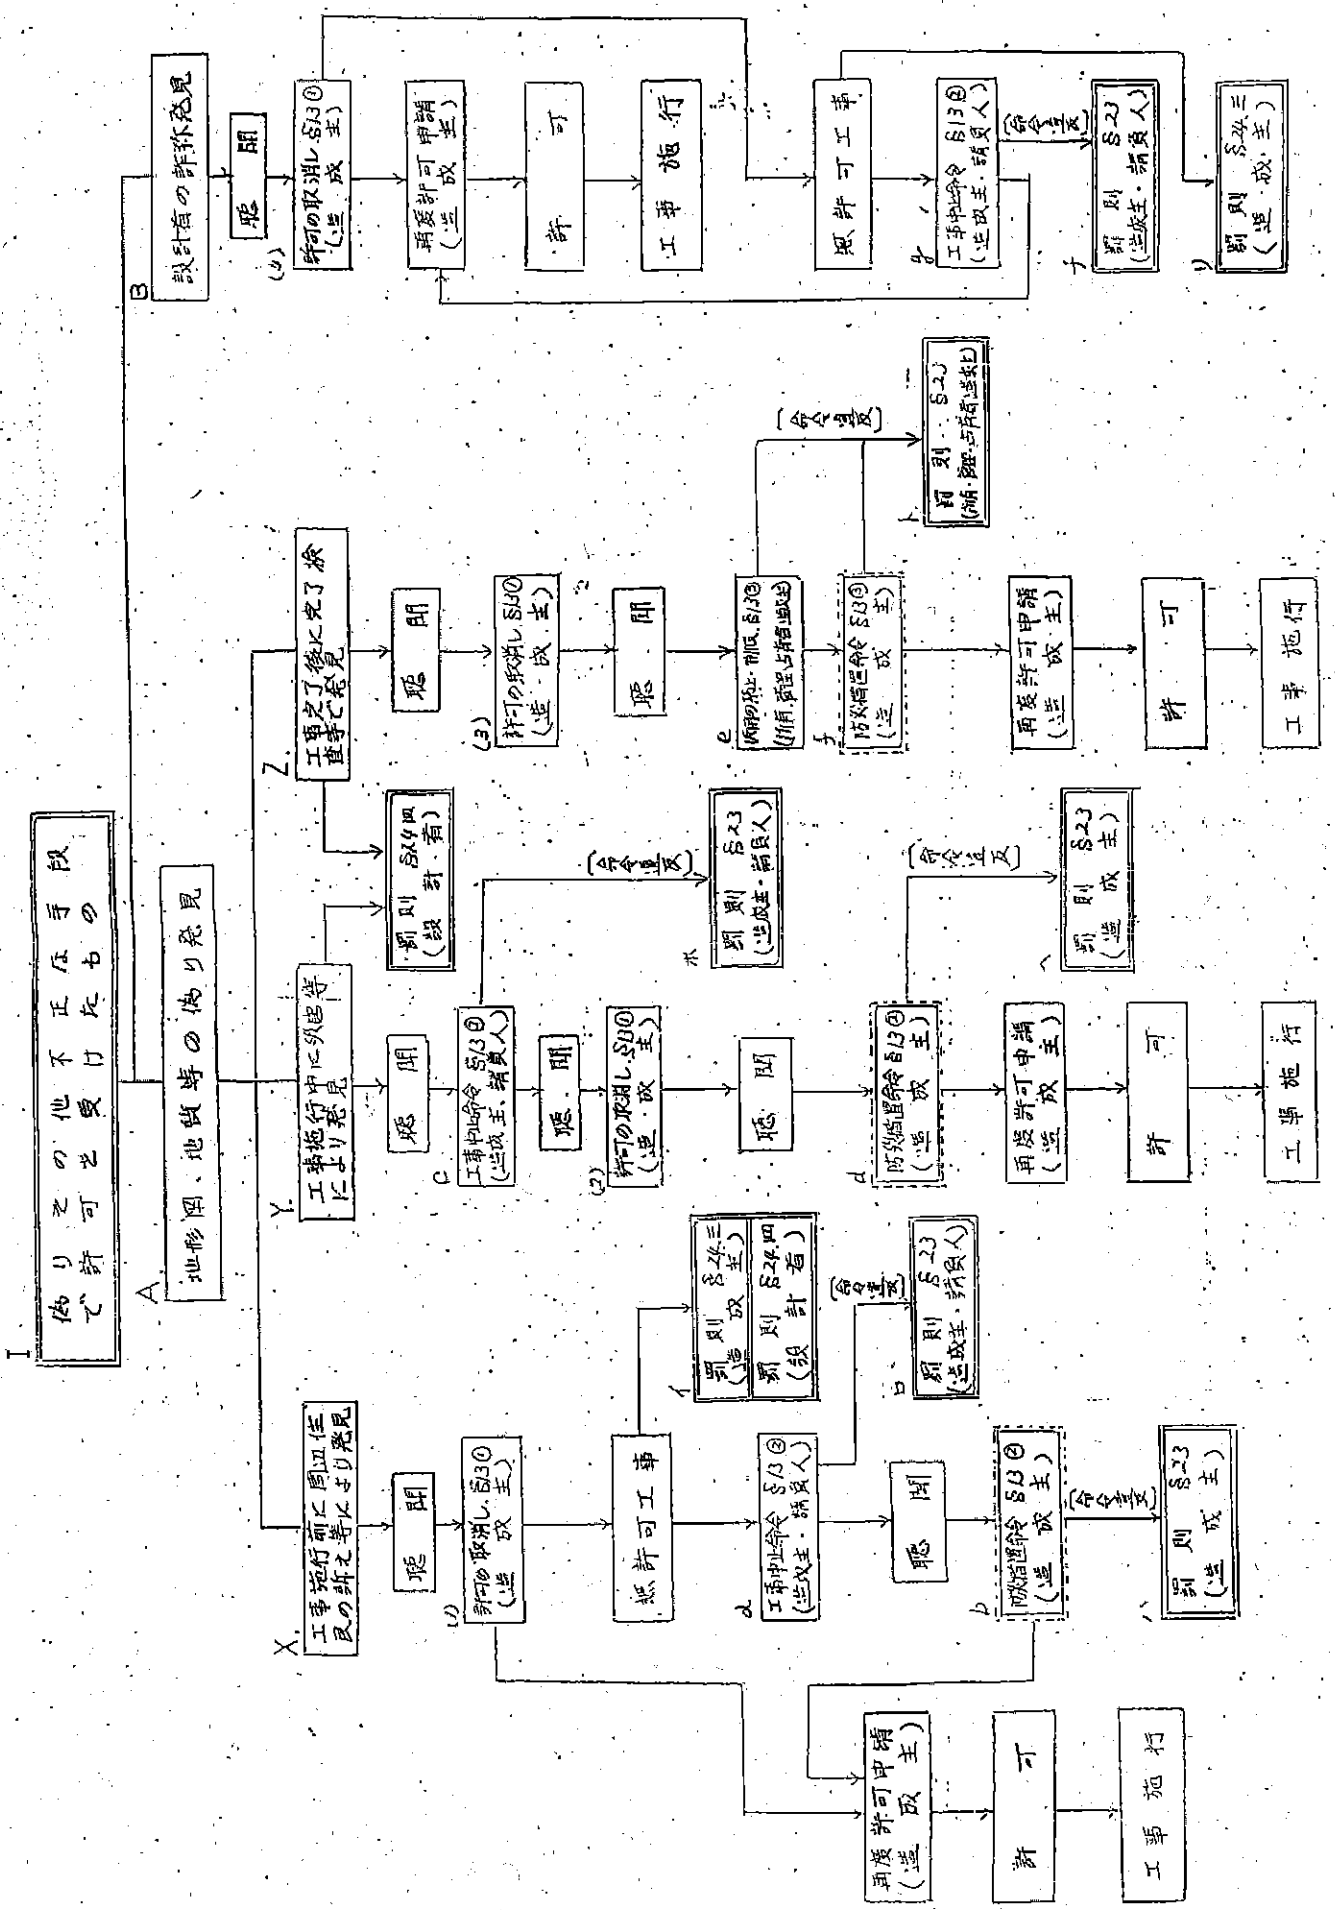 I
偽りその他不正な手段
で許可を受けたもの
A
地形図、地質等の偽り発見
B
設計者の詐称発見
X.
工事施行前に周辺住
民の訴え等により発見
聴聞
(1)
許可の取消し §13①
(造成主)
無許可工事
イ
罰則 §24.三
(造成主)
罰則 §24.四
(設計者)
a
工事中止命令 §13②
(造成主・請負人)
[命令違反]
ロ
罰則 §23
(造成主・請負人)
聴聞
b
防災措置命令 §13②
(造成主)
[命令違反]
ハ
罰則 §23
(造成主)
再度許可申請
(造成主)
許可
工事施行
Y.
工事施行中に
により発見
罰則 §24四
(設計者)
聴聞
c
工事中止命令 §13②
(造成主、請負人)
[命令違反]
ホ
罰則 §23
(造成主・請負人)
聴聞
(2)
許可の取消し §13①
(造成主)
聴聞
d
防災措置命令 §13②
(造成主)
[命令違反]
ヘ
罰則 §23
(造成主)
再度許可申請
(造成主)
許可
工事施行
Z.
工事完了後に完了検
査等で発見
聴聞
(3)
許可の取消し §13①
(造成主)
聴聞
e
§13③
f
防災措置命令 §13③
(造成主)
[命令違反]
ト
罰則 §23
再度許可申請
(造成主)
許可
工事施行
聴聞
(4)
許可の取消し §13①
(造成主)
再度許可申請
(造成主)
許可
工事施行
無許可工事
g
工事中止命令 §13②
(造成主・請負人)
[命令違反]
チ
罰則 §23
(造成主・請負人)
リ
罰則 §24.三
(造成主)